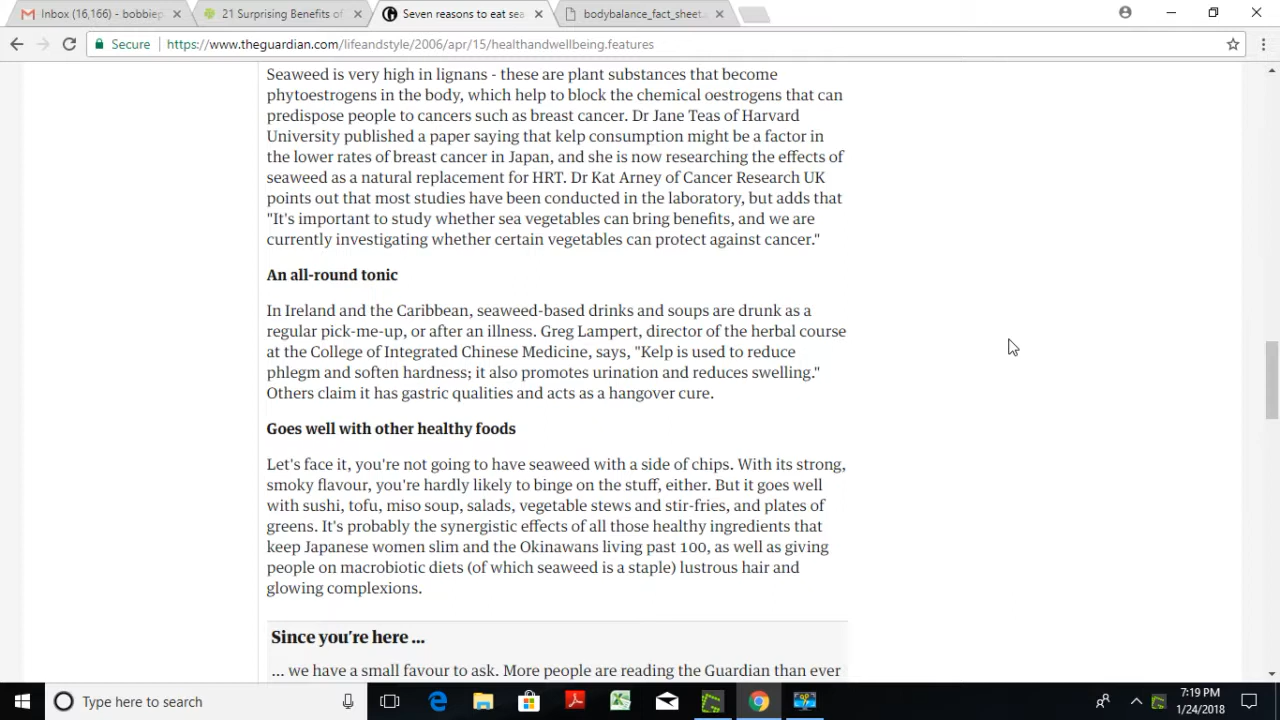 Inbox (16,166) - bobbiep
21 Surprising Benefits of
Seven reasons to eat sea
bodybalance_fact_sheet.
Secure
https://www.theguardian.com/lifeandstyle/2006/apr/15/healthandwellbeing.features
Seaweed is very high in lignans - these are plant substances that become
phytoestrogens in the body, which help to block the chemical oestrogens that can
predispose people to cancers such as breast cancer. Dr Jane Teas of Harvard
University published a paper saying that kelp consumption might be a factor in
the lower rates of breast cancer in Japan, and she is now researching the effects of
seaweed as a natural replacement for HRT. Dr Kat Arney of Cancer Research UK
points out that most studies have been conducted in the laboratory, but adds that
"It's important to study whether sea vegetables can bring benefits, and we are
currently investigating whether certain vegetables can protect against cancer."
An all-round tonic
In Ireland and the Caribbean, seaweed-based drinks and soups are drunk as a
regular pick-me-up, or after an illness. Greg Lampert, director of the herbal course
at the College of Integrated Chinese Medicine, says, "Kelp is used to reduce
phlegm and soften hardness; it also promotes urination and reduces swelling."
Others claim it has gastric qualities and acts as a hangover cure.
Goes well with other healthy foods
Let's face it, you're not going to have seaweed with a side of chips. With its strong,
smoky flavour, you're hardly likely to binge on the stuff, either. But it goes well
with sushi, tofu, miso soup, salads, vegetable stews and stir-fries, and plates of
greens. It's probably the synergistic effects of all those healthy ingredients that
keep Japanese women slim and the Okinawans living past 100, as well as giving
people on macrobiotic diets (of which seaweed is a staple) lustrous hair and
glowing complexions.
Since you're here ...
... we have a small favour to ask. More people are reading the Guardian than ever
Type here to search
7:19 PM
1/24/2018